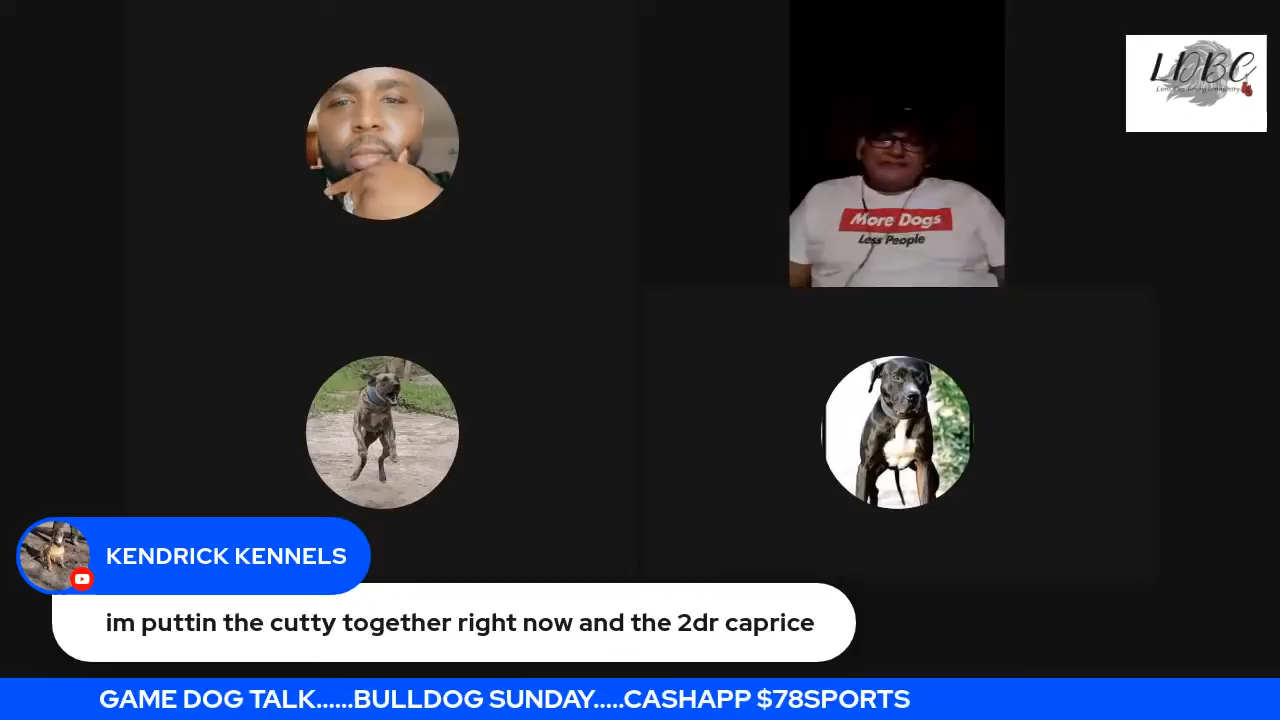 LDBC
More Dogs
Less People
KENDRICK KENNELS
im puttin the cutty together right now and the 2dr caprice
GAME DOG TALK......BULLDOG SUNDAY.....CASHAPP $78SPORTS